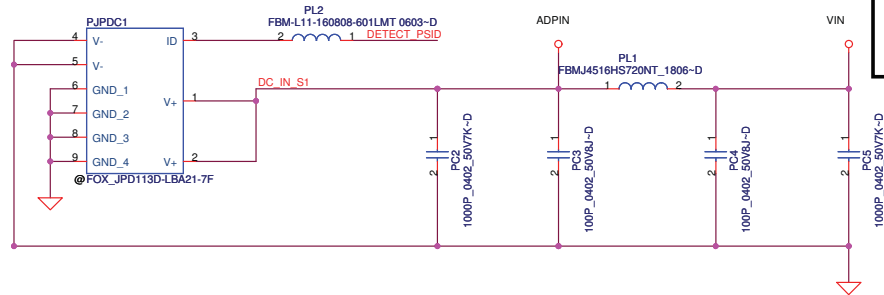 PJPDC1
PL2
FBM-L11-160808-601LMT 0603~D
ADPIN
VIN
4 V- ID 3 2 1 DETECT_PSID
5 V-
PL1
FBMJ4516HS720NT_1806~D
6 GND_1 DC_IN_S1 1 2
V+ 1
7 GND_2
8 GND_3
9 GND_4 V+ 2
@FOX_JPD113D-LBA21-7F
1 2 PC2 1000P_0402_50V7K~D
1 2 PC3 100P_0402_50V8J~D
1 2 PC4 100P_0402_50V8J~D
1 2 PC5 1000P_0402_50V7K~D